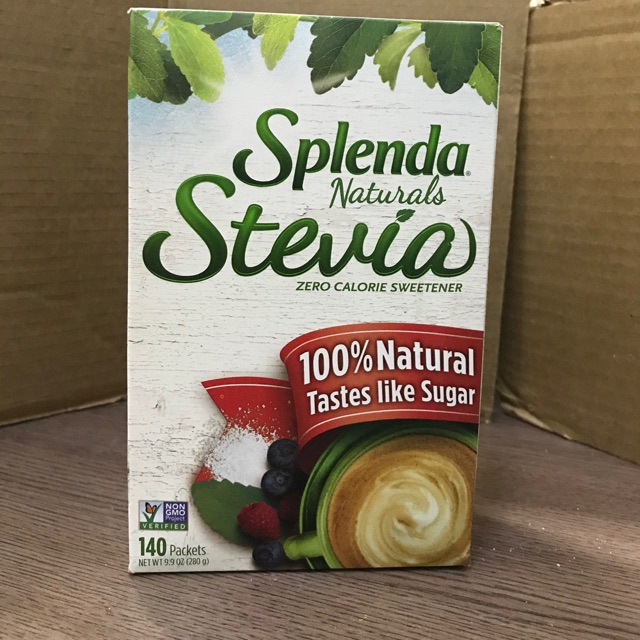 Splenda®
Naturals
Stevia
ZERO CALORIE SWEETENER
100% Natural
Tastes like Sugar
NON
GMO
Project
VERIFIED
140 Packets
NET WT 9.9 OZ (280 g)